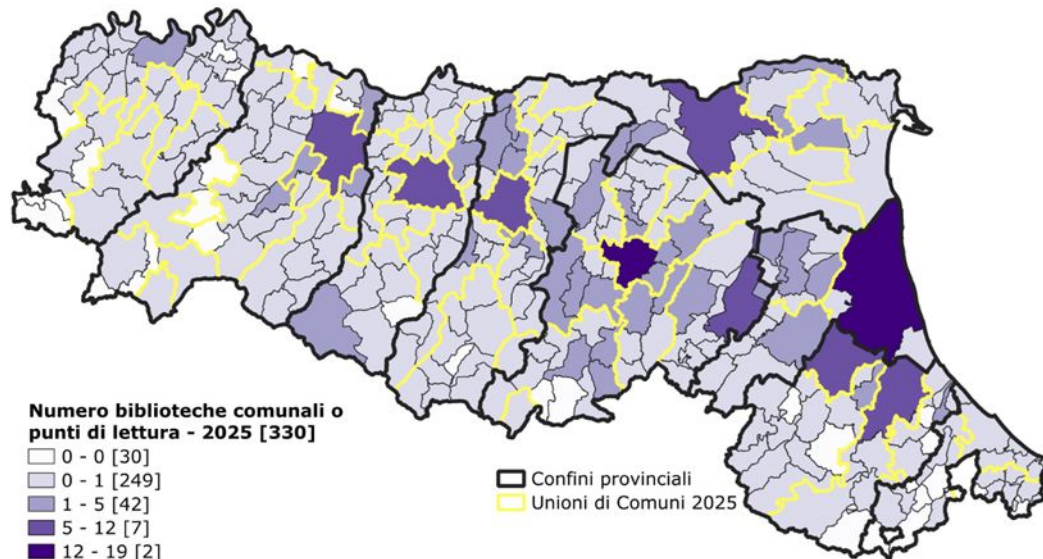 Numero biblioteche comunali o
punti di lettura - 2025 [330]
0 - 0 [30]
0 - 1 [249]
1 - 5 [42]
5 - 12 [7]
12 - 19 [2]
Confini provinciali
Unioni di Comuni 2025